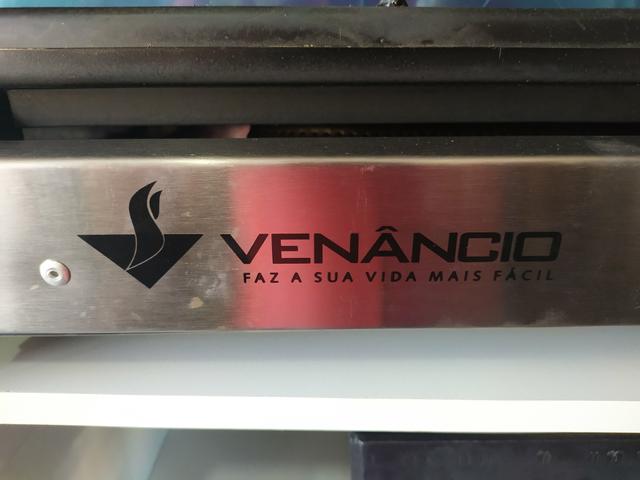 VENÂNCIO
FAZ A SUA VIDA MAIS FÁCIL